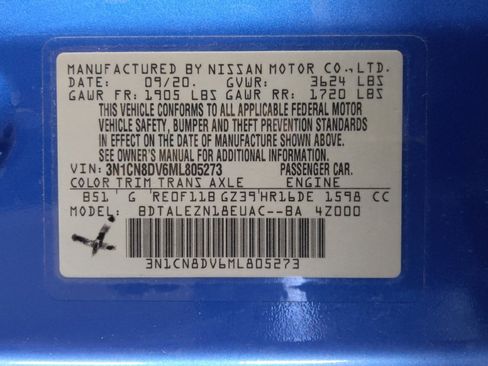 MANUFACTURED BY NISSAN MOTOR CO., LTD.
DATE: 09/20. GVWR: 3624 LBS
GAWR FR: 1905 LBS GAWR RR: 1720 LBS
THIS VEHICLE CONFORMS TO ALL APPLICABLE FEDERAL MOTOR
VEHICLE SAFETY, BUMPER AND THEFT PREVENTION STANDARDS
IN EFFECT ON THE DATE OF MANUFACTURE SHOWN ABOVE.
SEE OWNER'S MANUAL FOR ADDITIONAL INFORMATION
VIN: 3N1CN8DV6ML805273 PASSENGER CAR.
COLOR TRIM TRANS AXLE ENGINE
B51 ' G 'RE0F11B GZ39'HR16DE 1598 CC
MODEL: BDTALEZN18EUAC--BA 4Z000
3N1CN8DV6ML805273